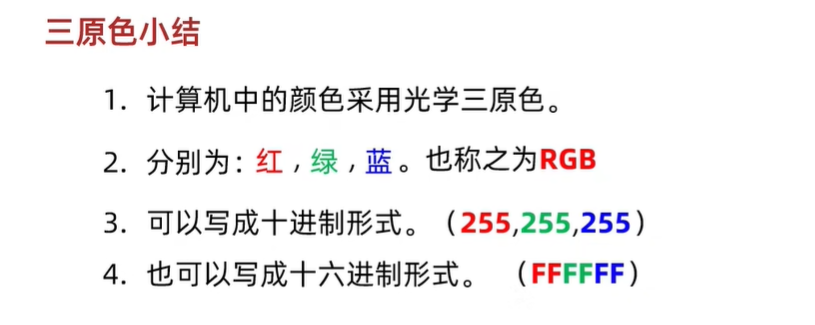 三原色小结
1. 计算机中的颜色采用光学三原色。
2. 分别为：红，绿，蓝。也称之为RGB
3. 可以写成十进制形式。（255,255,255）
4. 也可以写成十六进制形式。（FFFFFF）